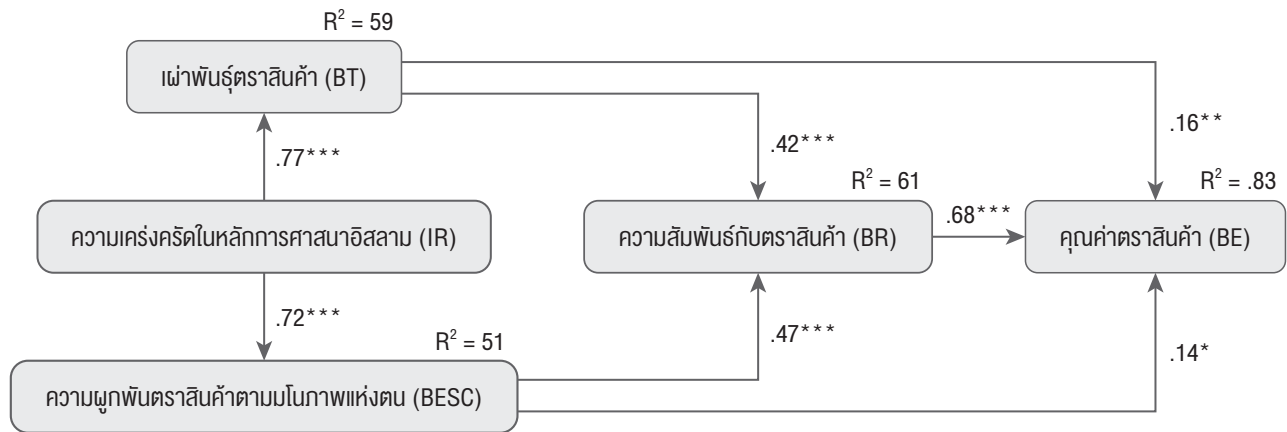 R² = 59
เผ่าพันธุ์ตราสินค้า (BT)
.77***
.42***
.16**
R² = 61
R² = .83
ความเคร่งครัดในหลักการศาสนาอิสลาม (IR)
ความสัมพันธ์กับตราสินค้า (BR)
.68***
คุณค่าตราสินค้า (BE)
.72***
.47***
.14*
R² = 51
ความผูกพันตราสินค้าตามมโนภาพแห่งตน (BESC)